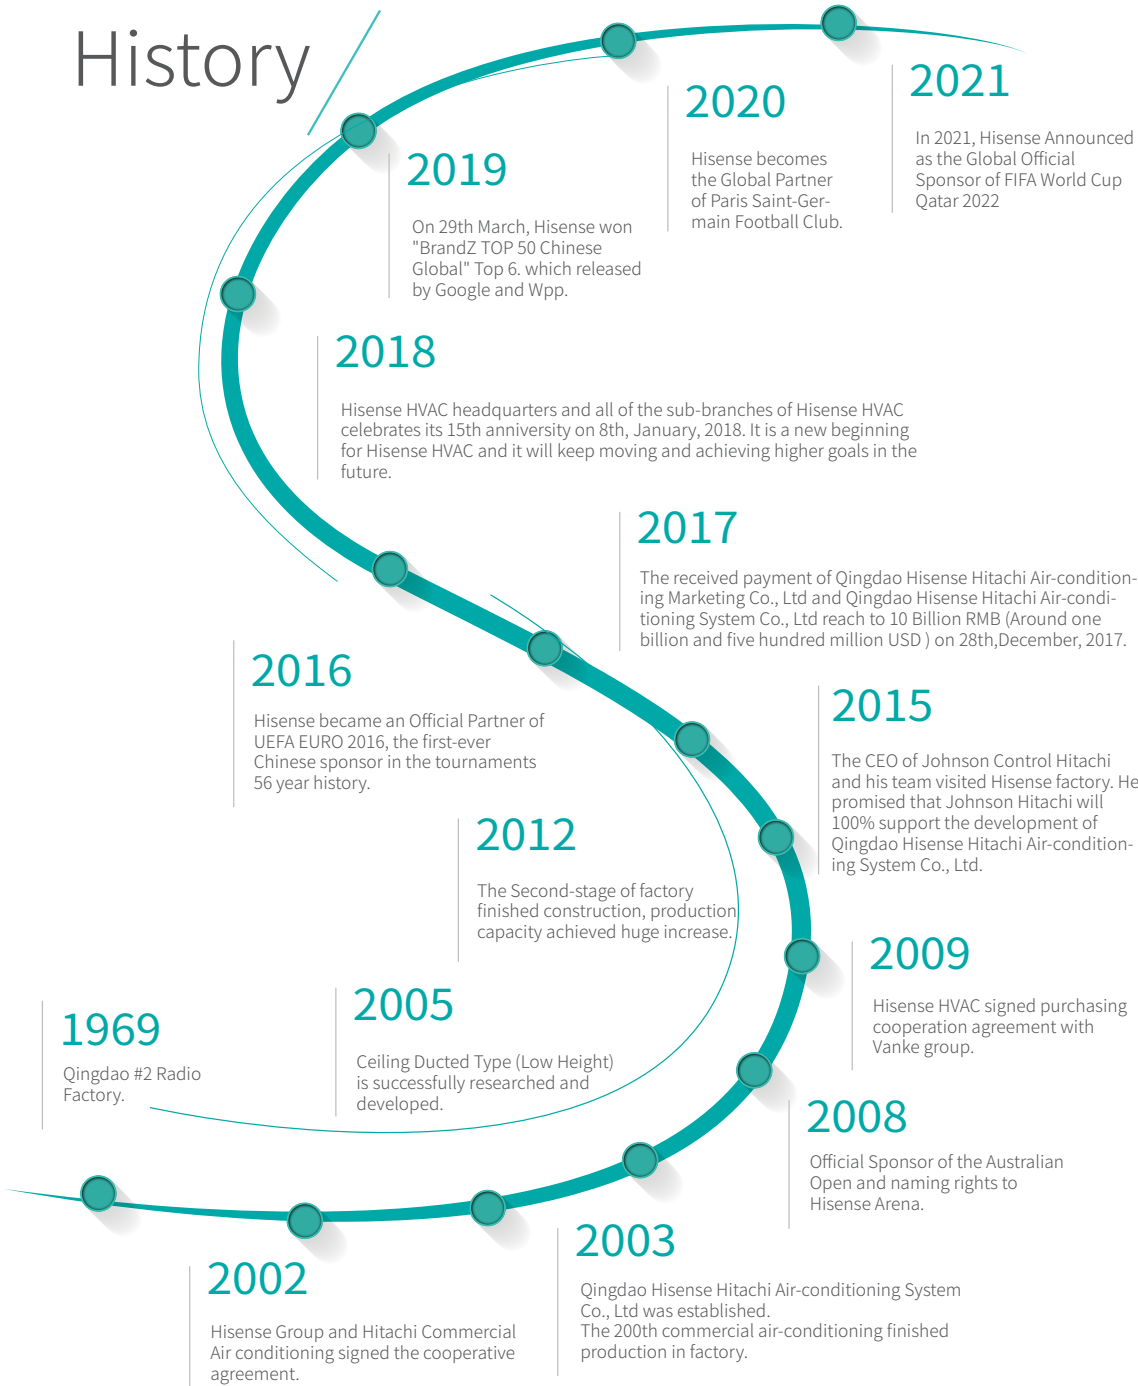 History
2021
In 2021, Hisense Announced
as the Global Official
Sponsor of FIFA World Cup
Qatar 2022
2020
Hisense becomes
the Global Partner
of Paris Saint-Ger-
main Football Club.
2019
On 29th March, Hisense won
"BrandZ TOP 50 Chinese
Global" Top 6. which released
by Google and Wpp.
2018
Hisense HVAC headquarters and all of the sub-branches of Hisense HVAC
celebrates its 15th anniversity on 8th, January, 2018. It is a new beginning
for Hisense HVAC and it will keep moving and achieving higher goals in the
future.
2017
The received payment of Qingdao Hisense Hitachi Air-condition-
ing Marketing Co., Ltd and Qingdao Hisense Hitachi Air-condi-
tioning System Co., Ltd reach to 10 Billion RMB (Around one
billion and five hundred million USD ) on 28th,December, 2017.
2016
Hisense became an Official Partner of
UEFA EURO 2016, the first-ever
Chinese sponsor in the tournaments
56 year history.
2015
The CEO of Johnson Control Hitachi
and his team visited Hisense factory. He
promised that Johnson Hitachi will
100% support the development of
Qingdao Hisense Hitachi Air-condition-
ing System Co., Ltd.
2012
The Second-stage of factory
finished construction, production
capacity achieved huge increase.
2009
Hisense HVAC signed purchasing
cooperation agreement with
Vanke group.
2008
Official Sponsor of the Australian
Open and naming rights to
Hisense Arena.
2005
Ceiling Ducted Type (Low Height)
is successfully researched and
developed.
1969
Qingdao #2 Radio
Factory.
2003
Qingdao Hisense Hitachi Air-conditioning System
Co., Ltd was established.
The 200th commercial air-conditioning finished
production in factory.
2002
Hisense Group and Hitachi Commercial
Air conditioning signed the cooperative
agreement.